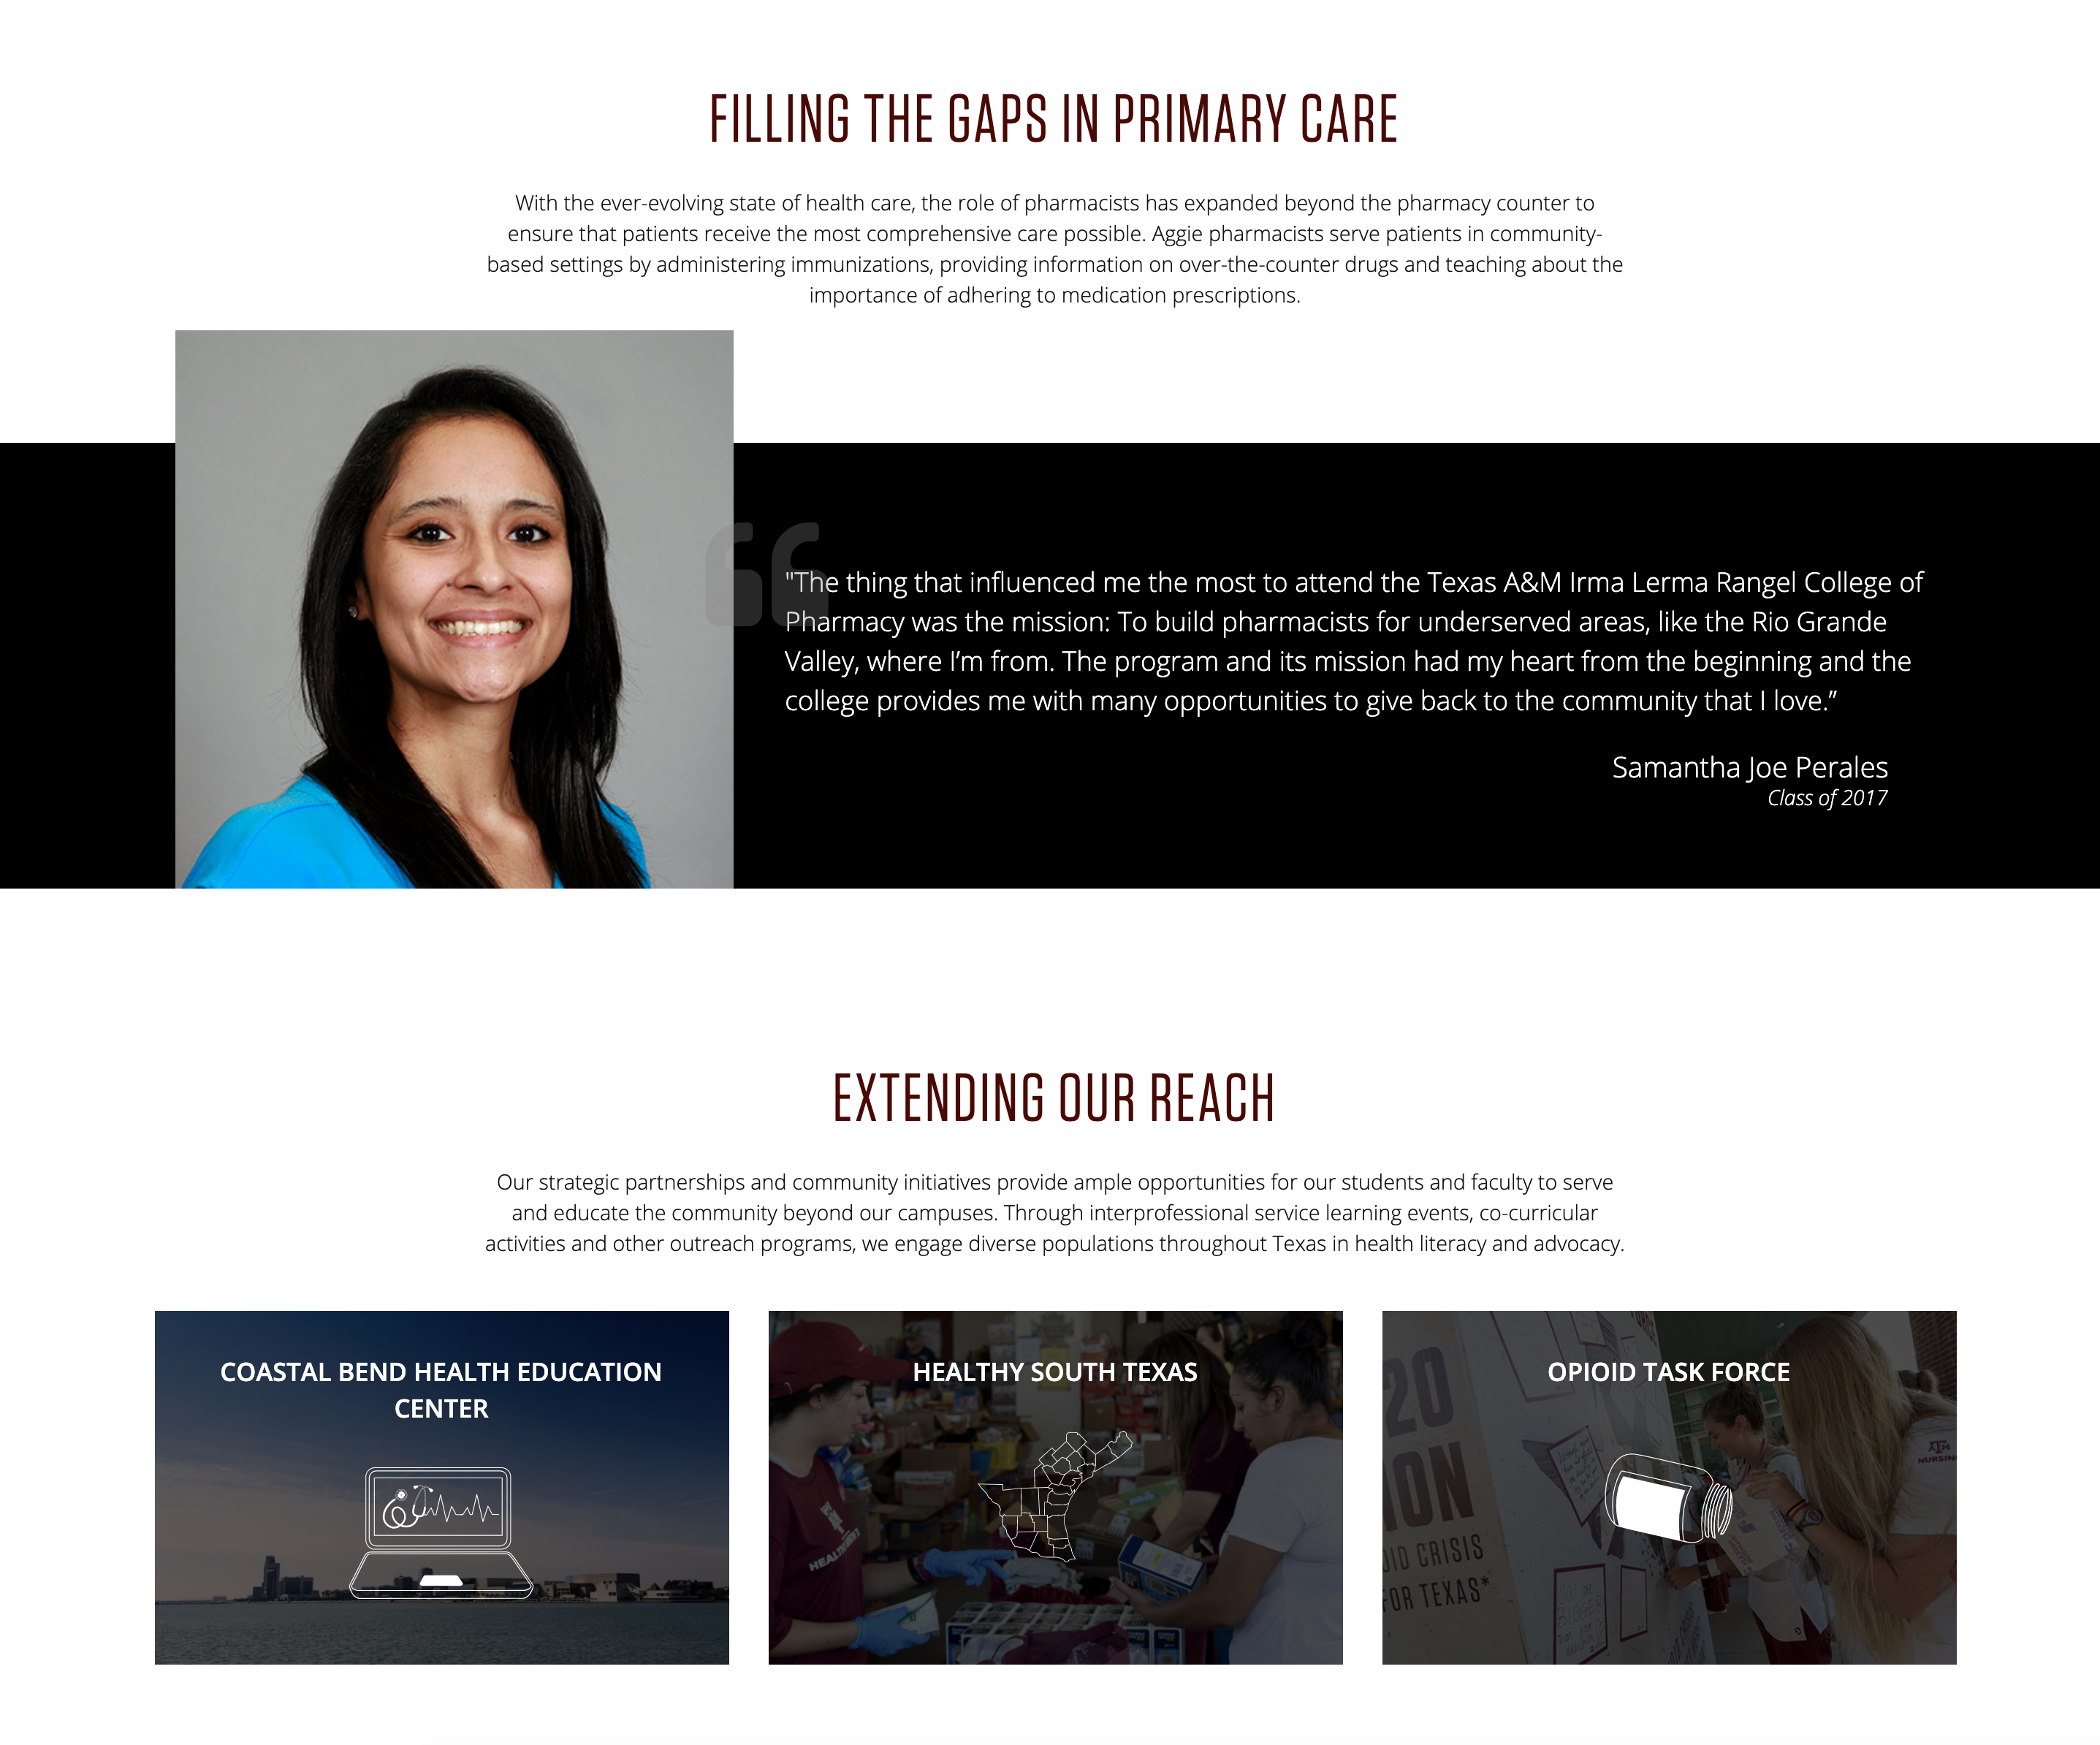 FILLING THE GAPS IN PRIMARY CARE
With the ever-evolving state of health care, the role of pharmacists has expanded beyond the pharmacy counter to
ensure that patients receive the most comprehensive care possible. Aggie pharmacists serve patients in community-
based settings by administering immunizations, providing information on over-the-counter drugs and teaching about the
importance of adhering to medication prescriptions.
"The thing that influenced me the most to attend the Texas A&M Irma Lerma Rangel College of
Pharmacy was the mission: To build pharmacists for underserved areas, like the Rio Grande
Valley, where I’m from. The program and its mission had my heart from the beginning and the
college provides me with many opportunities to give back to the community that I love.”
Samantha Joe Perales
Class of 2017
EXTENDING OUR REACH
Our strategic partnerships and community initiatives provide ample opportunities for our students and faculty to serve
and educate the community beyond our campuses. Through interprofessional service learning events, co-curricular
activities and other outreach programs, we engage diverse populations throughout Texas in health literacy and advocacy.
COASTAL BEND HEALTH EDUCATION
CENTER
HEALTHY SOUTH TEXAS
OPIOID TASK FORCE
20
ION
OID CRISIS
FOR TEXAS*
ATM
NURSIN